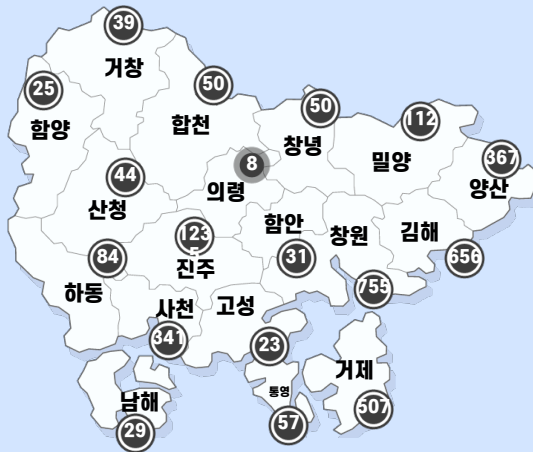 39
거창
25
함양
50
합천
50
창녕
112
밀양
367
양산
44
산청
8
의령
함안
31
창원
755
김해
656
84
하동
1235
진주
사천
341
고성
23
통영
57
거제
507
남해
29